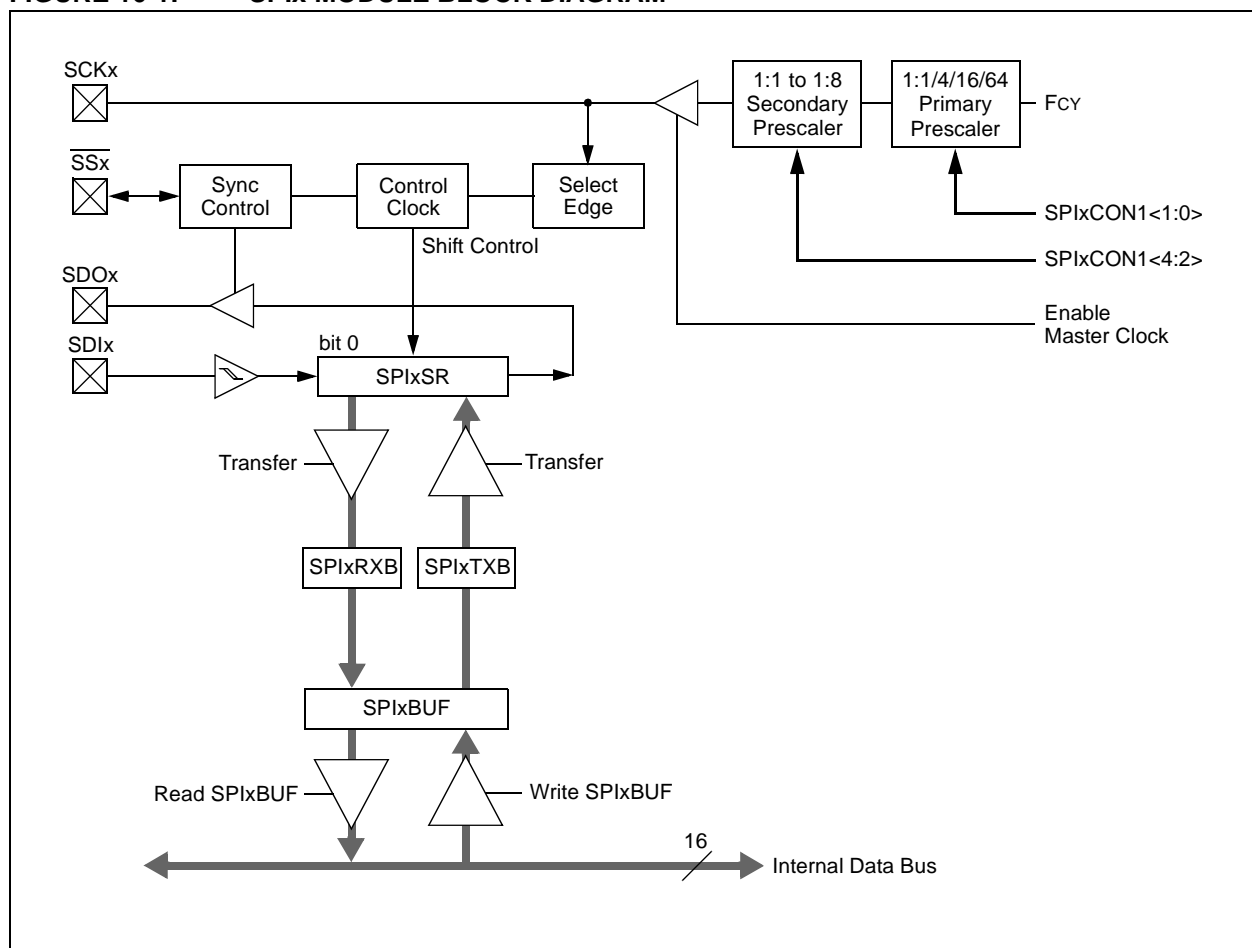 SCKx
1:1 to 1:8
Secondary
Prescaler
1:1/4/16/64
Primary
Prescaler
FCY
SSx
Sync
Control
Control
Clock
Select
Edge
SPIxCON1<1:0>
Shift Control
SPIxCON1<4:2>
SDOx
Enable
Master Clock
SDIx
bit 0
SPIxSR
Transfer
Transfer
SPIxRXB
SPIxTXB
SPIxBUF
Read SPIxBUF
Write SPIxBUF
16
Internal Data Bus